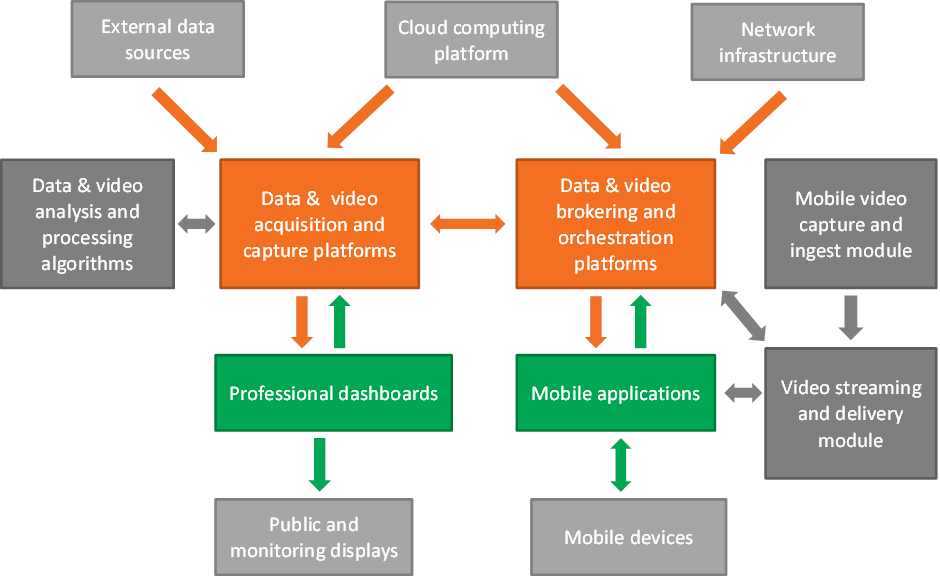 External data
sources
Cloud computing
platform
Network
infrastructure
Data & video
analysis and
processing
algorithms
Data & video
acquisition and
capture platforms
Data & video
brokering and
orchestration
platforms
Mobile video
capture and
ingest module
Professional dashboards
Mobile applications
Video streaming
and delivery
module
Public and
monitoring displays
Mobile devices